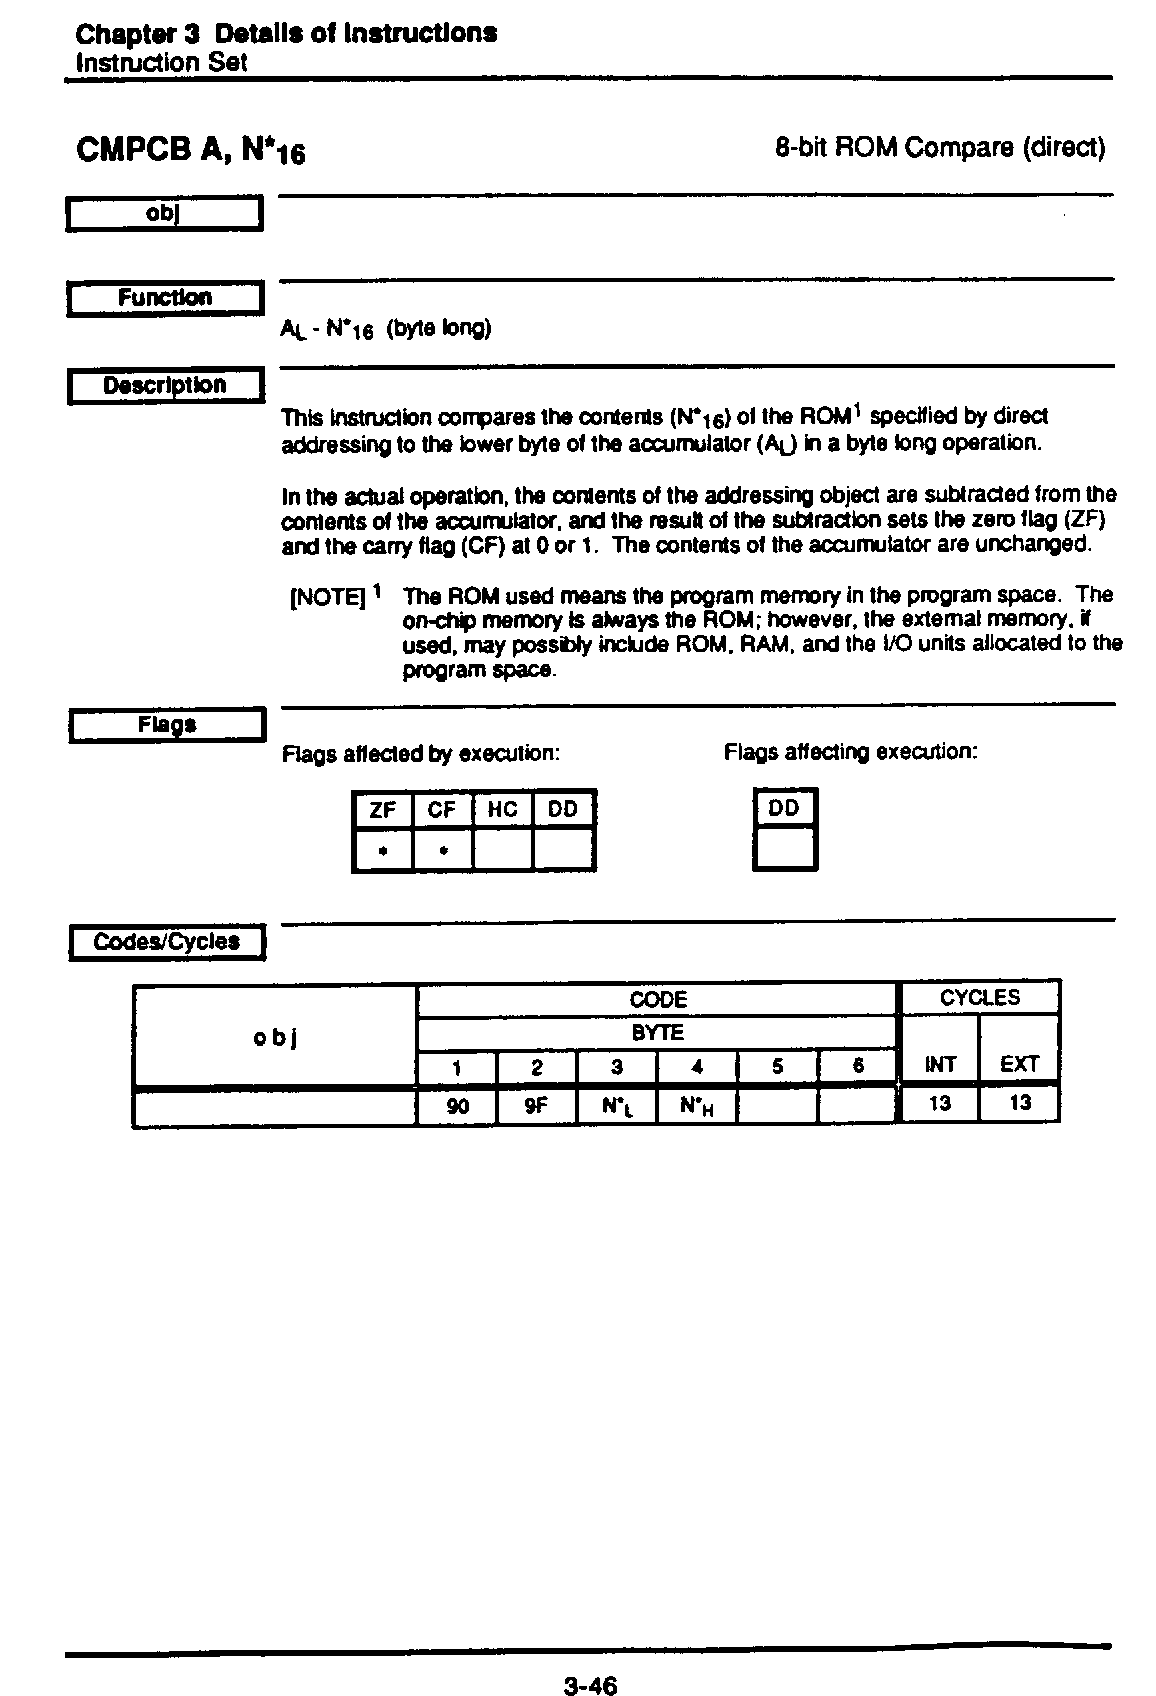 Chapter 3 Details of Instructions
Instruction Set
CMPCB A, N*16 8-bit ROM Compare (direct)
obj
Function
AL - N*16 (byte long)
Description
This instruction compares the contents (N*16) of the ROM1 specified by direct
addressing to the lower byte of the accumulator (AL) in a byte long operation.
In the actual operation, the contents of the addressing object are subtracted from the
contents of the accumulator, and the result of the subtraction sets the zero flag (ZF)
and the carry flag (CF) at 0 or 1. The contents of the accumulator are unchanged.
[NOTE] 1 The ROM used means the program memory in the program space. The
on-chip memory is always the ROM; however, the external memory, if
used, may possibly include ROM, RAM, and the I/O units allocated to the
program space.
Flags
Flags affected by execution: Flags affecting execution:
ZF CF HC DD DD
* *
Codes/Cycles
obj CODE CYCLES
BYTE
1 2 3 4 5 6 INT EXT
90 9F N*L N*H 13 13
3-46